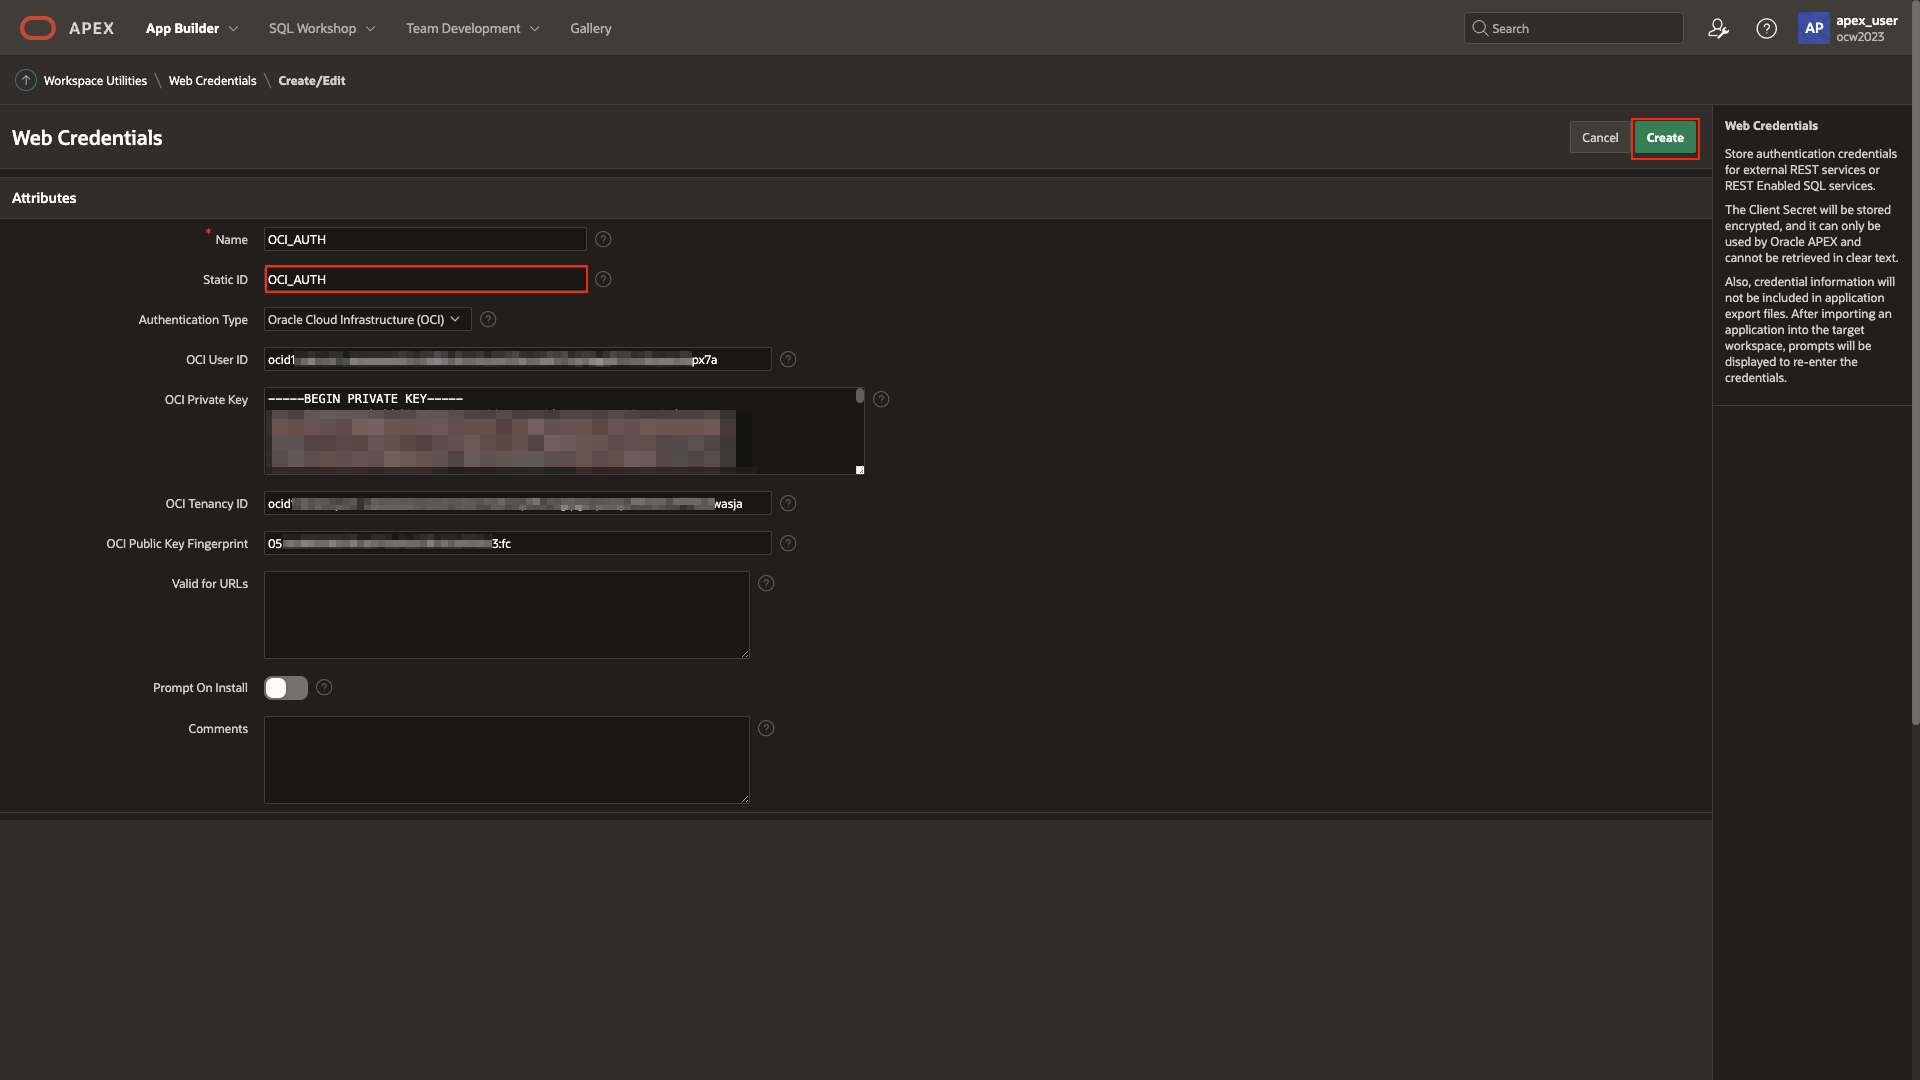 APEX
App Builder
SQL Workshop
Team Development
Gallery
Search
AP
apex_user
ocw2023
Workspace Utilities \ Web Credentials \ Create/Edit
Web Credentials
Cancel
Create
Attributes
* Name
OCI_AUTH
Static ID
OCI_AUTH
Authentication Type
Oracle Cloud Infrastructure (OCI)
OCI User ID
ocid1
px7a
OCI Private Key
-----BEGIN PRIVATE KEY-----
OCI Tenancy ID
ocid
wasja
OCI Public Key Fingerprint
05
3:fc
Valid for URLs
Prompt On Install
Comments
Web Credentials
Store authentication credentials
for external REST services or
REST Enabled SQL services.
The Client Secret will be stored
encrypted, and it can only be
used by Oracle APEX and
cannot be retrieved in clear text.
Also, credential information will
not be included in application
export files. After importing an
application into the target
workspace, prompts will be
displayed to re-enter the
credentials.